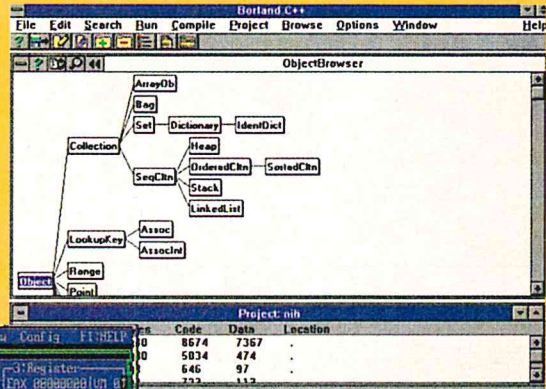 Borland C++
File Edit Search Run Compile Project Browse Options Window Help
ObjectBrowser
ArrayOb
Bag
Set Dictionary IdentDict
Collection
Heap
OrderedCltn SortedCltn
SeqCltn
Stack
LinkedList
Assoc
LookupKey
AssocInt
Range
Object
Point
Project: nih
Code Data Location
8674 7367 .
5034 474 .
646 97 .
Config F1:HELP
3:Register
EAX 00000000